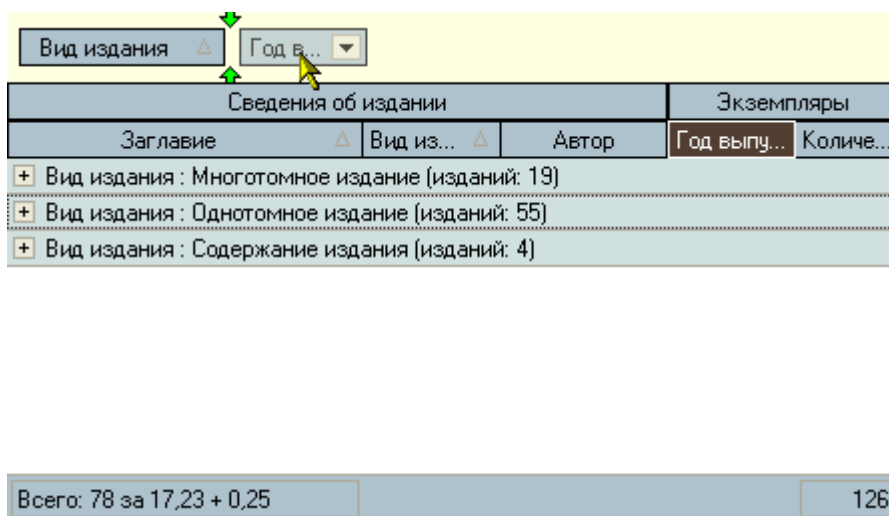 Вид издания Год в...
Сведения об издании Экземпляры
Заглавие Вид из... Автор Год выпу... Количе...
Вид издания : Многотомное издание (изданий: 19)
Вид издания : Однотомное издание (изданий: 55)
Вид издания : Содержание издания (изданий: 4)
Всего: 78 за 17,23 + 0,25 126